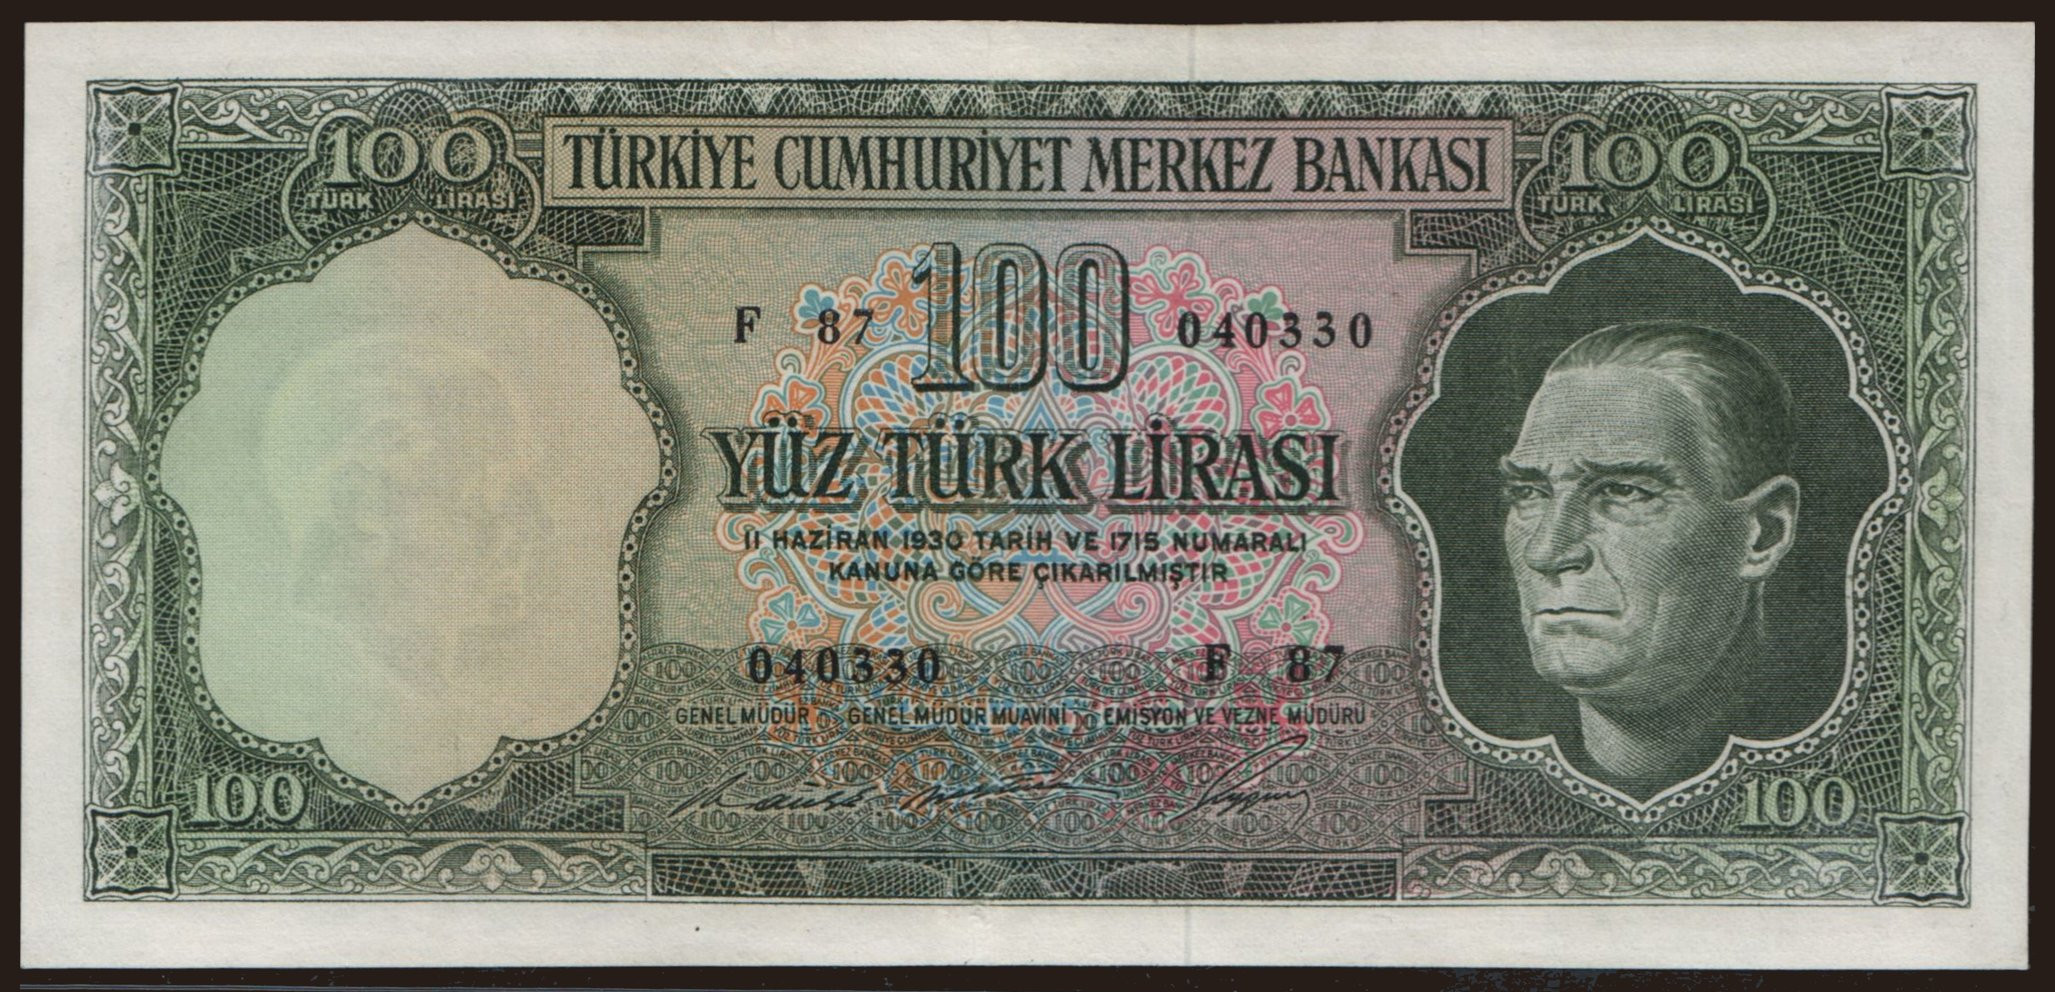 100 100
TÜRKİYE CUMHURİYET MERKEZ BANKASI
TÜRK LİRASI TÜRK LİRASI
100
F 87 040330
YÜZ TÜRK LİRASI
11 HAZİRAN 1930 TARİH VE 1715 NUMARALI
KANUNA GÖRE ÇIKARILMIŞTIR
040330 F 87
GENEL MÜDÜR GENEL MÜDÜR MUAVİNİ EMİSYON VE VEZNE MÜDÜRÜ
100 100